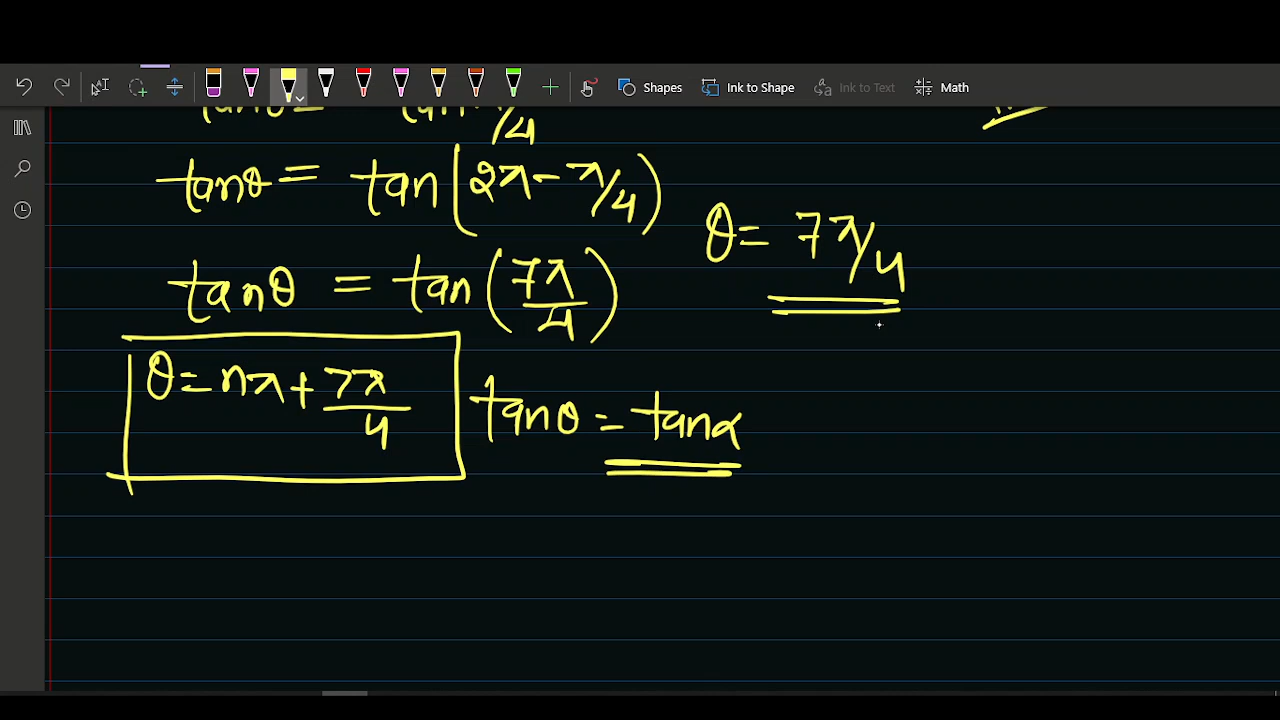 Shapes Ink to Shape Ink to Text Math
tanθ = tan(2π - π/4)
θ = 7π/4
tanθ = tan(7π/4)
θ = nπ + 7π/4
tanθ = tanα